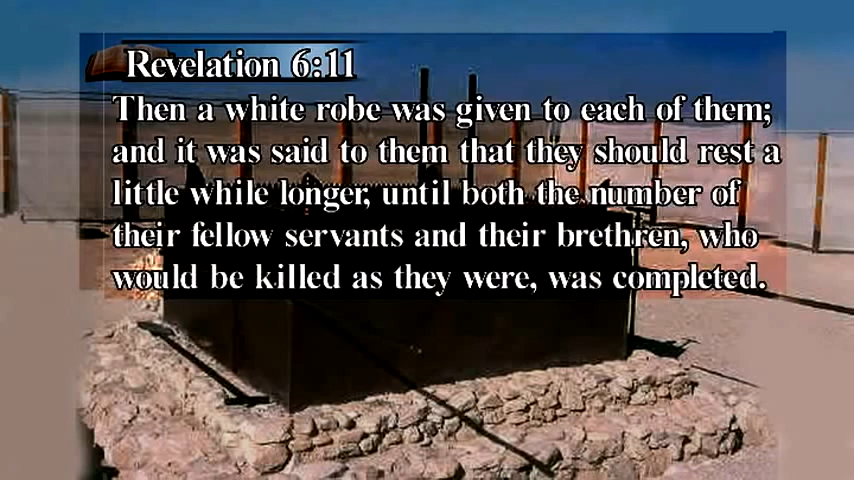 Revelation 6:11
Then a white robe was given to each of them;
and it was said to them that they should rest a
little while longer, until both the number of
their fellow servants and their brethren, who
would be killed as they were, was completed.